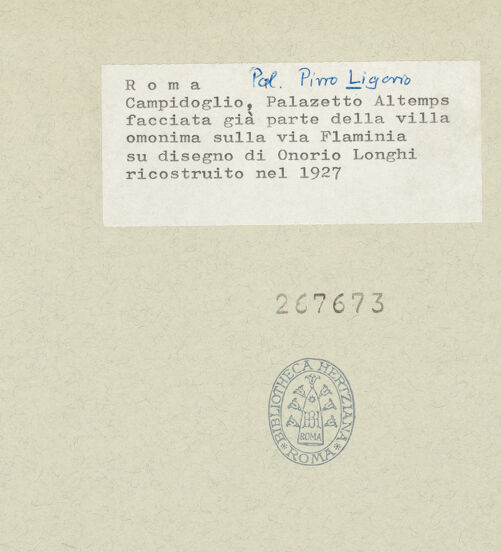 Roma Pal. Pirro Ligorio
Campidoglio, Palazetto Altemps
facciata già parte della villa
omonima sulla via Flaminia
su disegno di Onorio Longhi
ricostruito nel 1927
267673
BIBLIOTHECA HERTZIANA
ROMA
ROMA